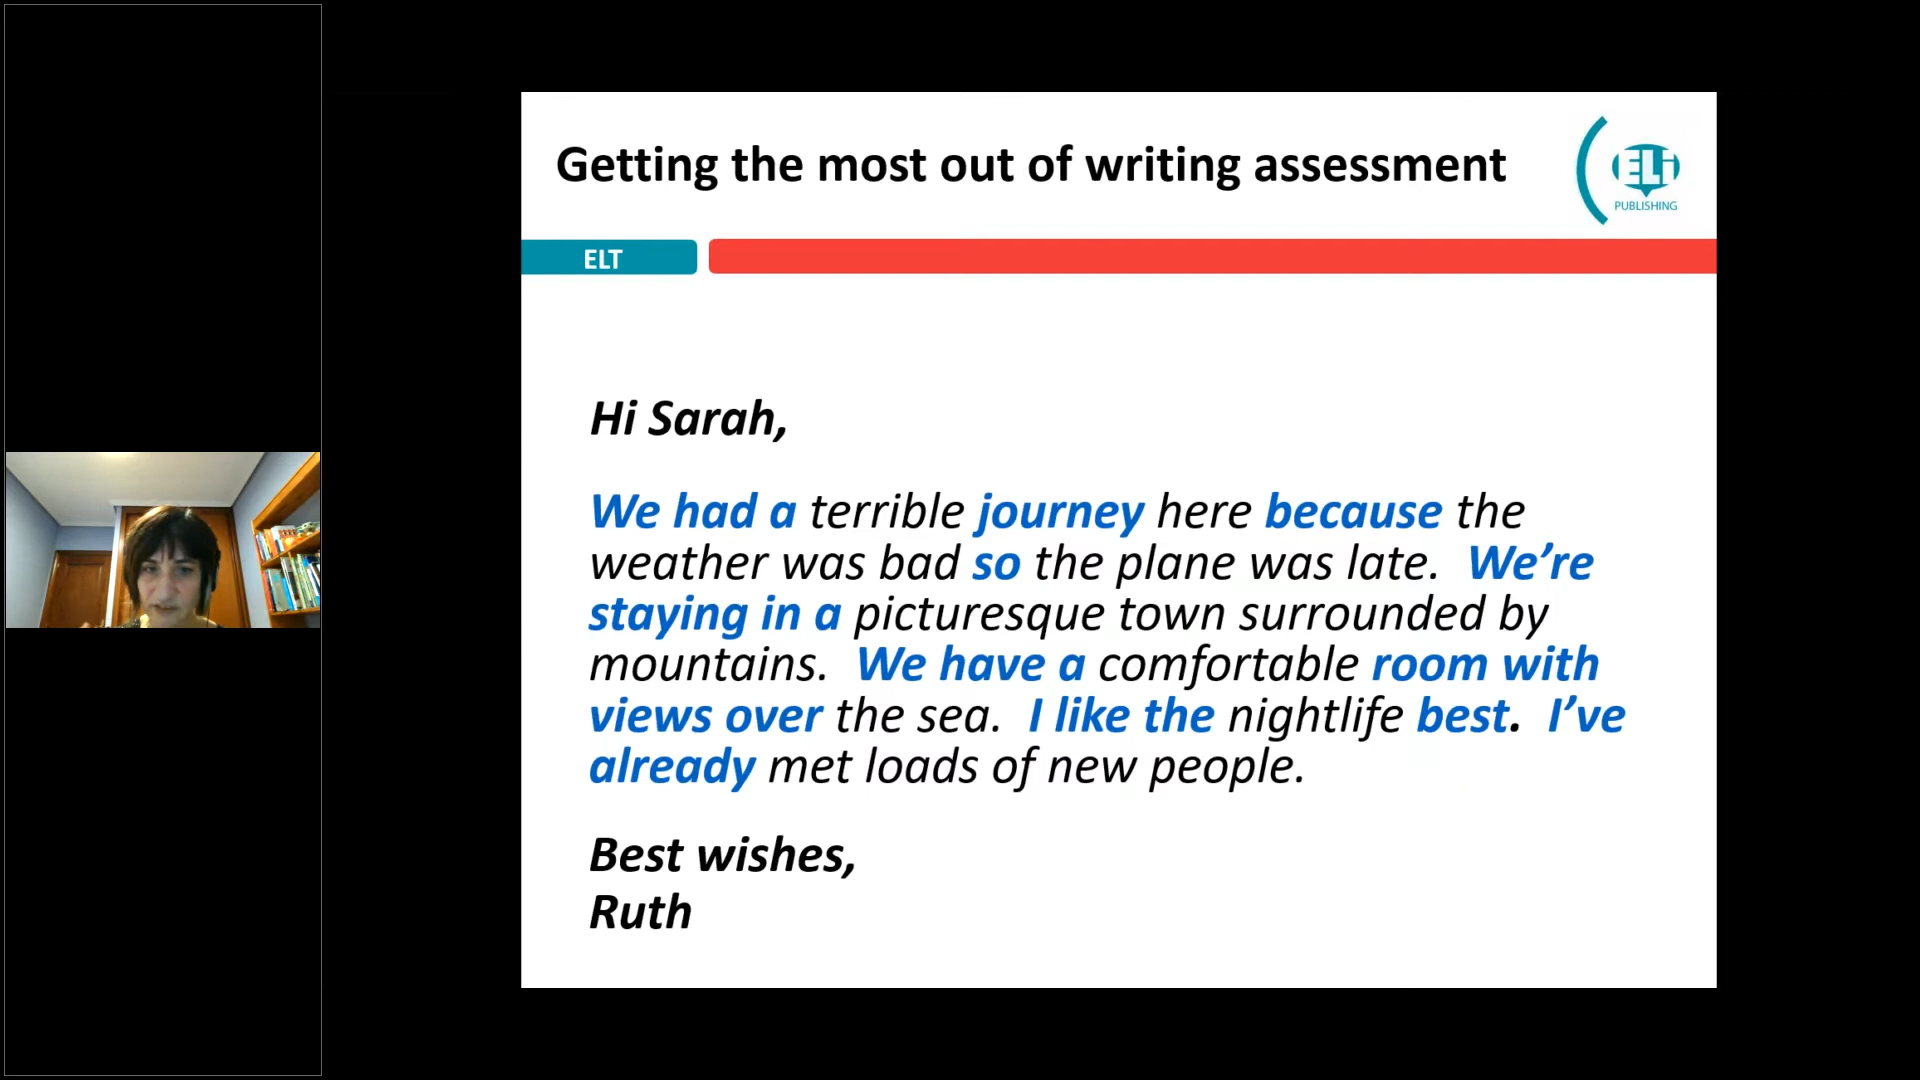 Getting the most out of writing assessment
ELi
PUBLISHING
ELT
Hi Sarah,
We had a terrible journey here because the
weather was bad so the plane was late.  We’re
staying in a picturesque town surrounded by
mountains.  We have a comfortable room with
views over the sea.  I like the nightlife best.  I’ve
already met loads of new people.
Best wishes,
Ruth